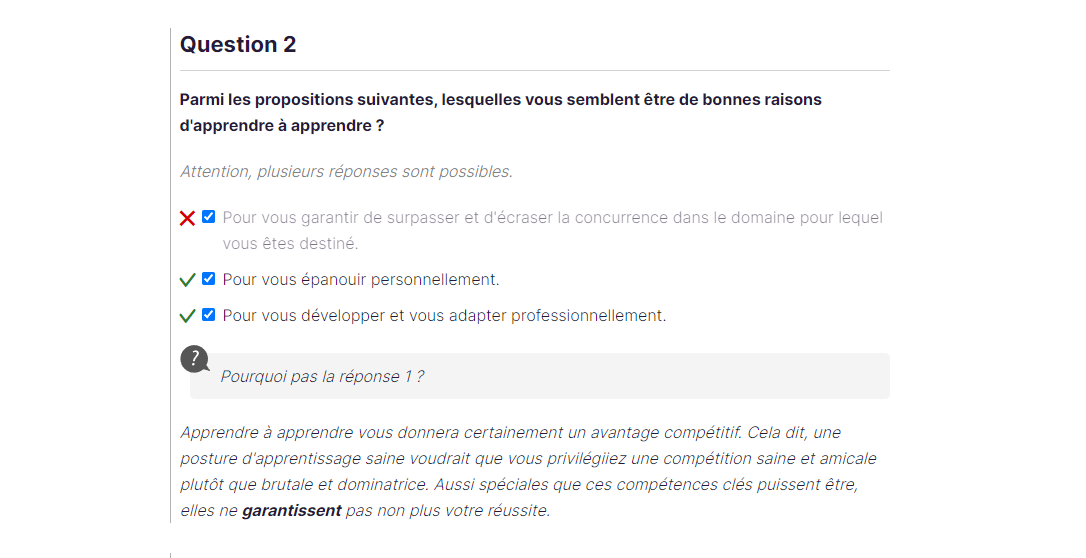 Question 2
Parmi les propositions suivantes, lesquelles vous semblent être de bonnes raisons
d'apprendre à apprendre ?
Attention, plusieurs réponses sont possibles.
Pour vous garantir de surpasser et d'écraser la concurrence dans le domaine pour lequel
vous êtes destiné.
Pour vous épanouir personnellement.
Pour vous développer et vous adapter professionnellement.
?
Pourquoi pas la réponse 1 ?
Apprendre à apprendre vous donnera certainement un avantage compétitif. Cela dit, une
posture d'apprentissage saine voudrait que vous privilégiiez une compétition saine et amicale
plutôt que brutale et dominatrice. Aussi spéciales que ces compétences clés puissent être,
elles ne garantissent pas non plus votre réussite.